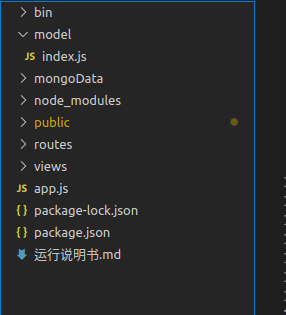 bin
model
JS index.js
mongoData
node_modules
public
routes
views
JS app.js
{} package-lock.json
{} package.json
运行说明书.md